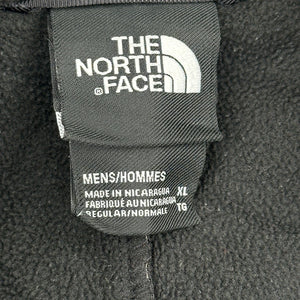 THE
NORTH
FACE
®
MENS/HOMMES
MADE IN NICARAGUA XL
FABRIQUÉ AU NICARAGUA
REGULAR/NORMALE TG